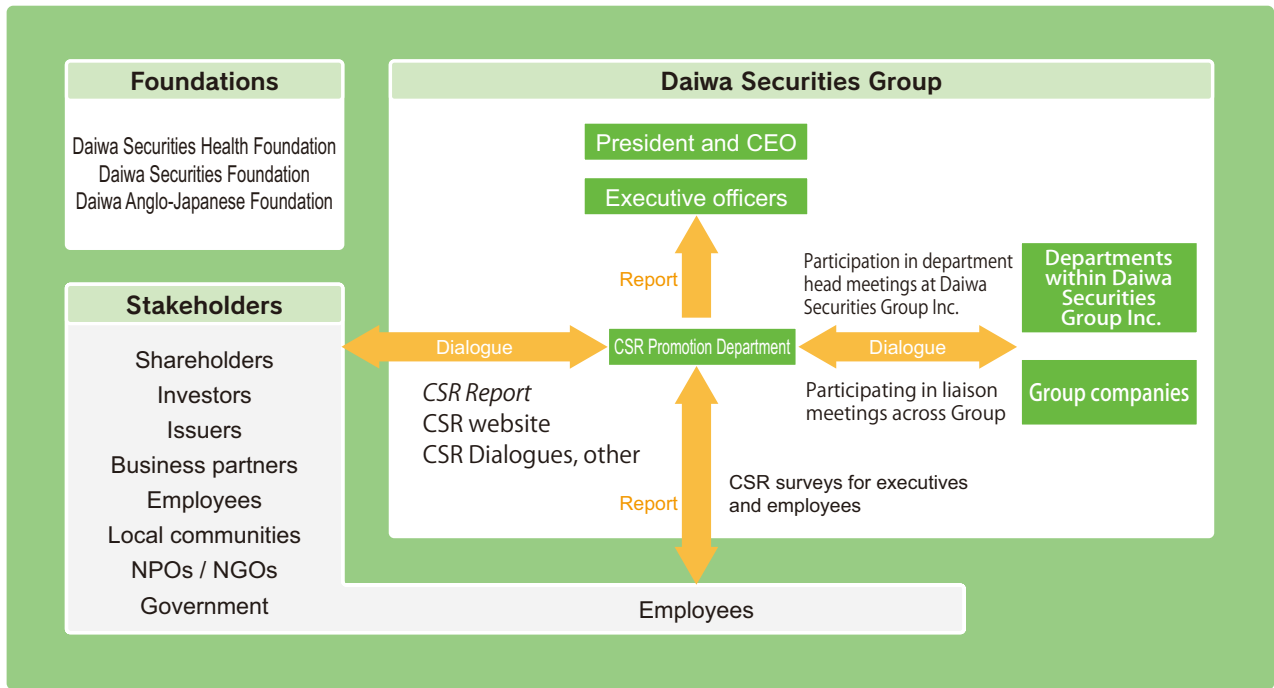 Foundations
Daiwa Securities Health Foundation
Daiwa Securities Foundation
Daiwa Anglo-Japanese Foundation
Stakeholders
Shareholders
Investors
Issuers
Business partners
Employees
Local communities
NPOs / NGOs
Government
Daiwa Securities Group
President and CEO
Executive officers
Report
Participation in department
head meetings at Daiwa
Securities Group Inc.
Departments
within Daiwa
Securities
Group Inc.
Dialogue
CSR Promotion Department
Dialogue
CSR Report
CSR website
CSR Dialogues, other
Participating in liaison
meetings across Group
Group companies
Report
CSR surveys for executives
and employees
Employees